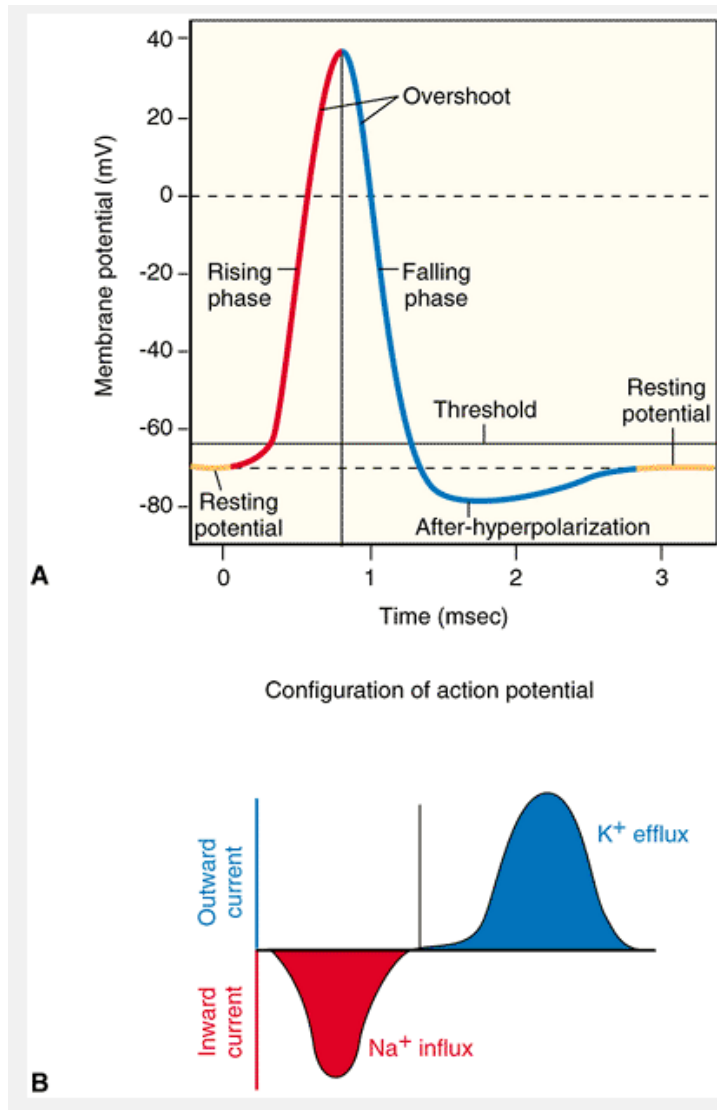 40
Overshoot
20
0
Membrane potential (mV)
-20
Rising
phase
Falling
phase
-40
Resting
potential
Threshold
-60
-80
Resting
potential
After-hyperpolarization
A
0
1
2
3
Time (msec)
Configuration of action potential
Outward
current
K+ efflux
Inward
current
Na+ influx
B